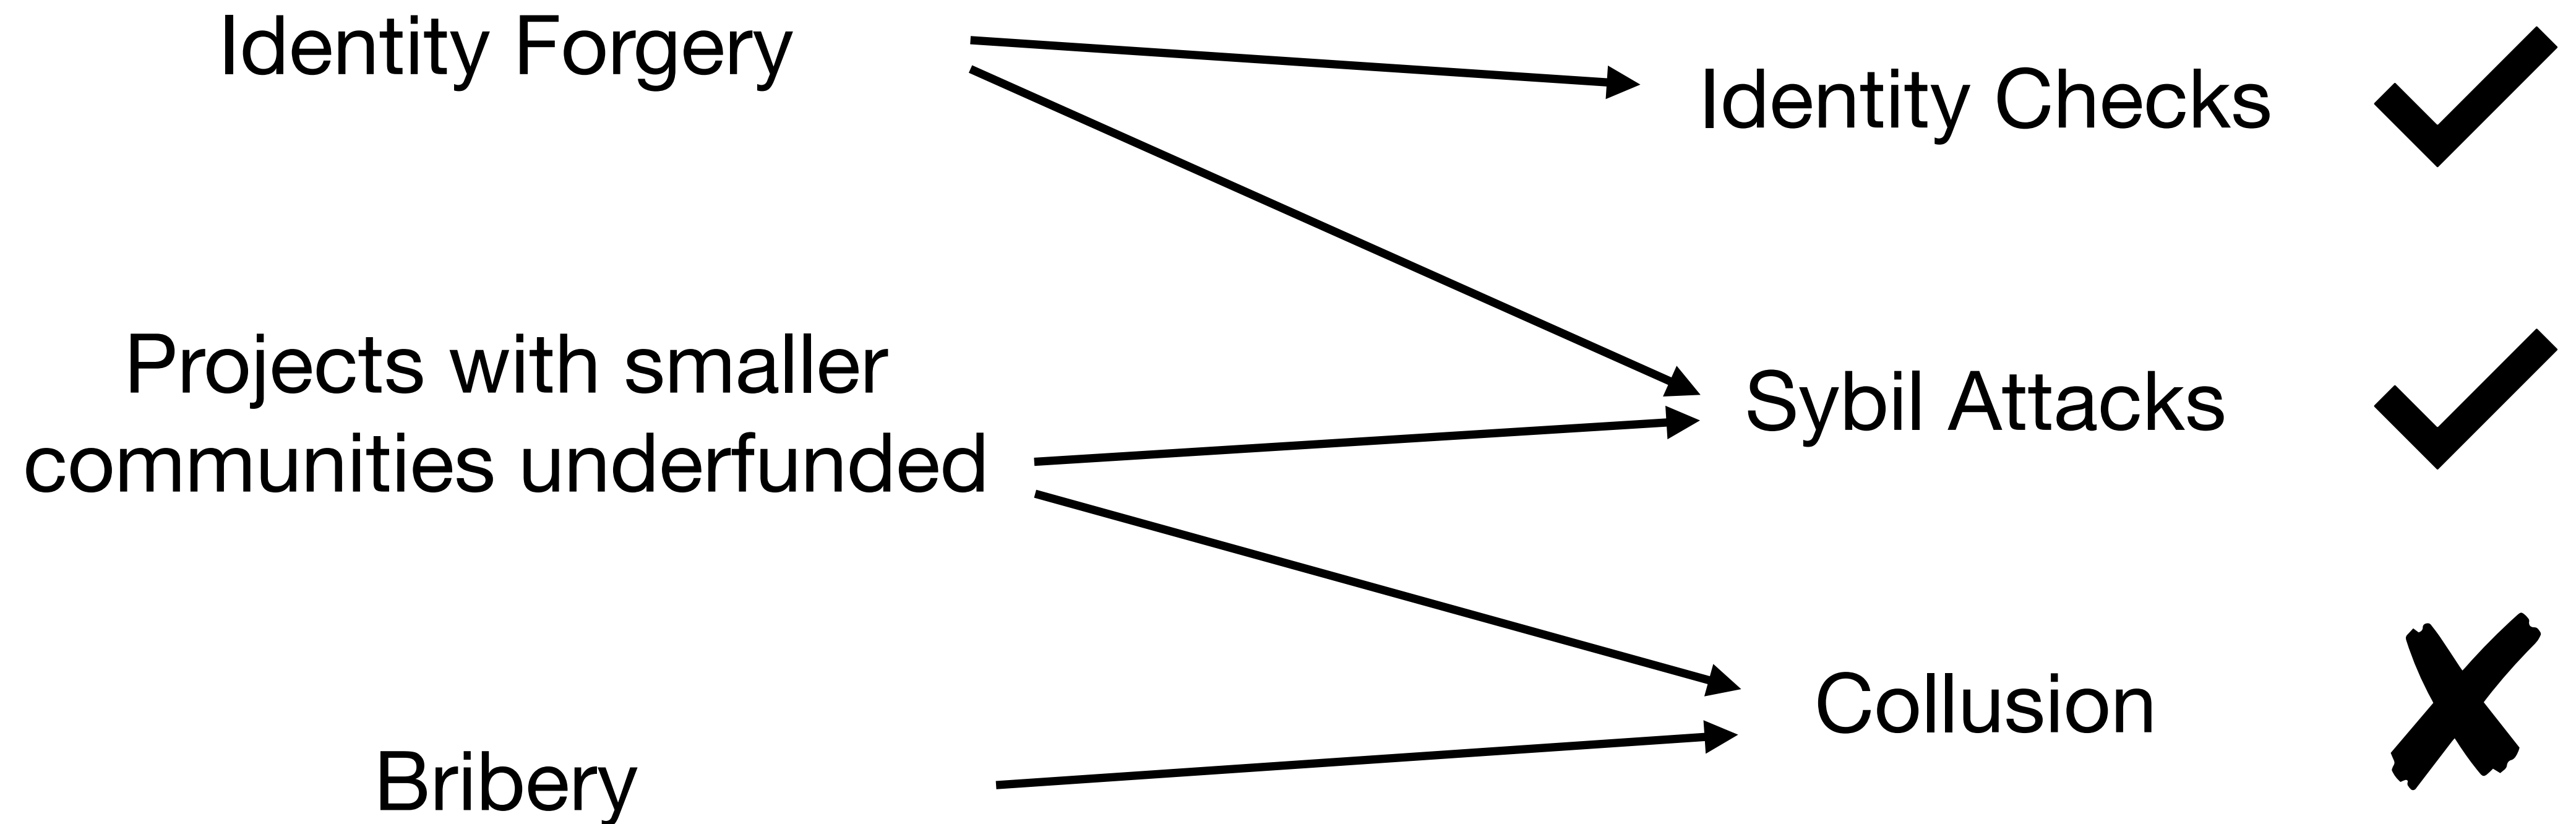 Identity Forgery
Identity Checks
Projects with smaller
communities underfunded
Sybil Attacks
Collusion
Bribery